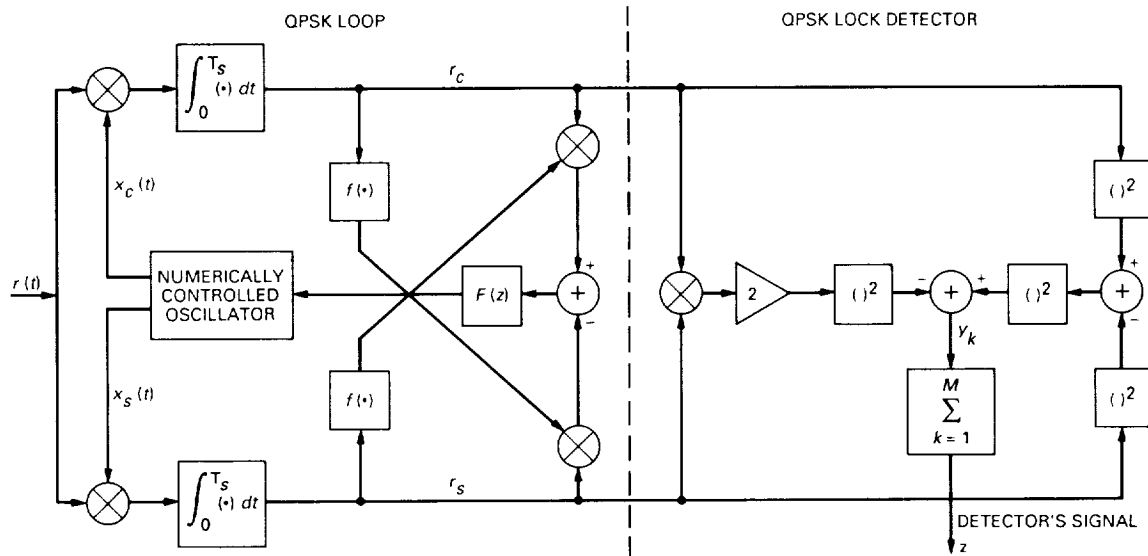 QPSK LOOP
QPSK LOCK DETECTOR
∫₀^Ts (•) dt
r_c
x_c (t)
f (•)
( )²
r (t)
NUMERICALLY
CONTROLLED
OSCILLATOR
F (z)
+
+
−
2
( )²
−
+
+
( )²
+
+
−
y_k
x_s (t)
f (•)
M
∑
k = 1
( )²
∫₀^Ts (•) dt
r_s
DETECTOR'S SIGNAL
z